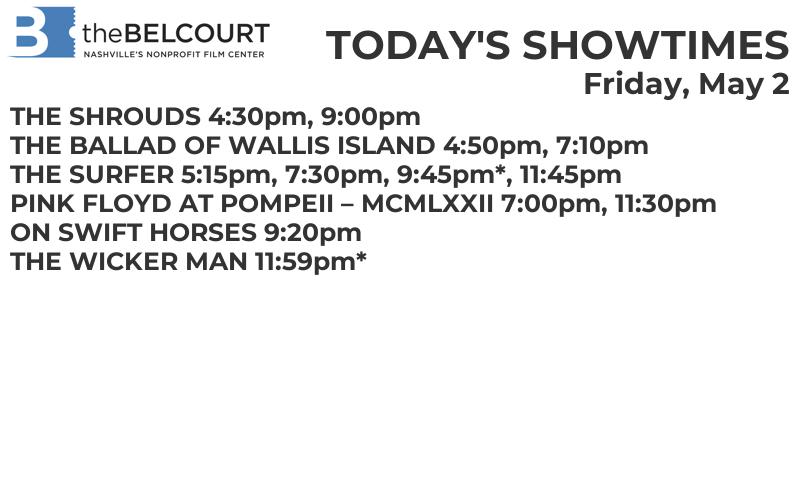 B theBELCOURT
NASHVILLE'S NONPROFIT FILM CENTER
TODAY'S SHOWTIMES
Friday, May 2
THE SHROUDS 4:30pm, 9:00pm
THE BALLAD OF WALLIS ISLAND 4:50pm, 7:10pm
THE SURFER 5:15pm, 7:30pm, 9:45pm*, 11:45pm
PINK FLOYD AT POMPEII – MCMLXXII 7:00pm, 11:30pm
ON SWIFT HORSES 9:20pm
THE WICKER MAN 11:59pm*